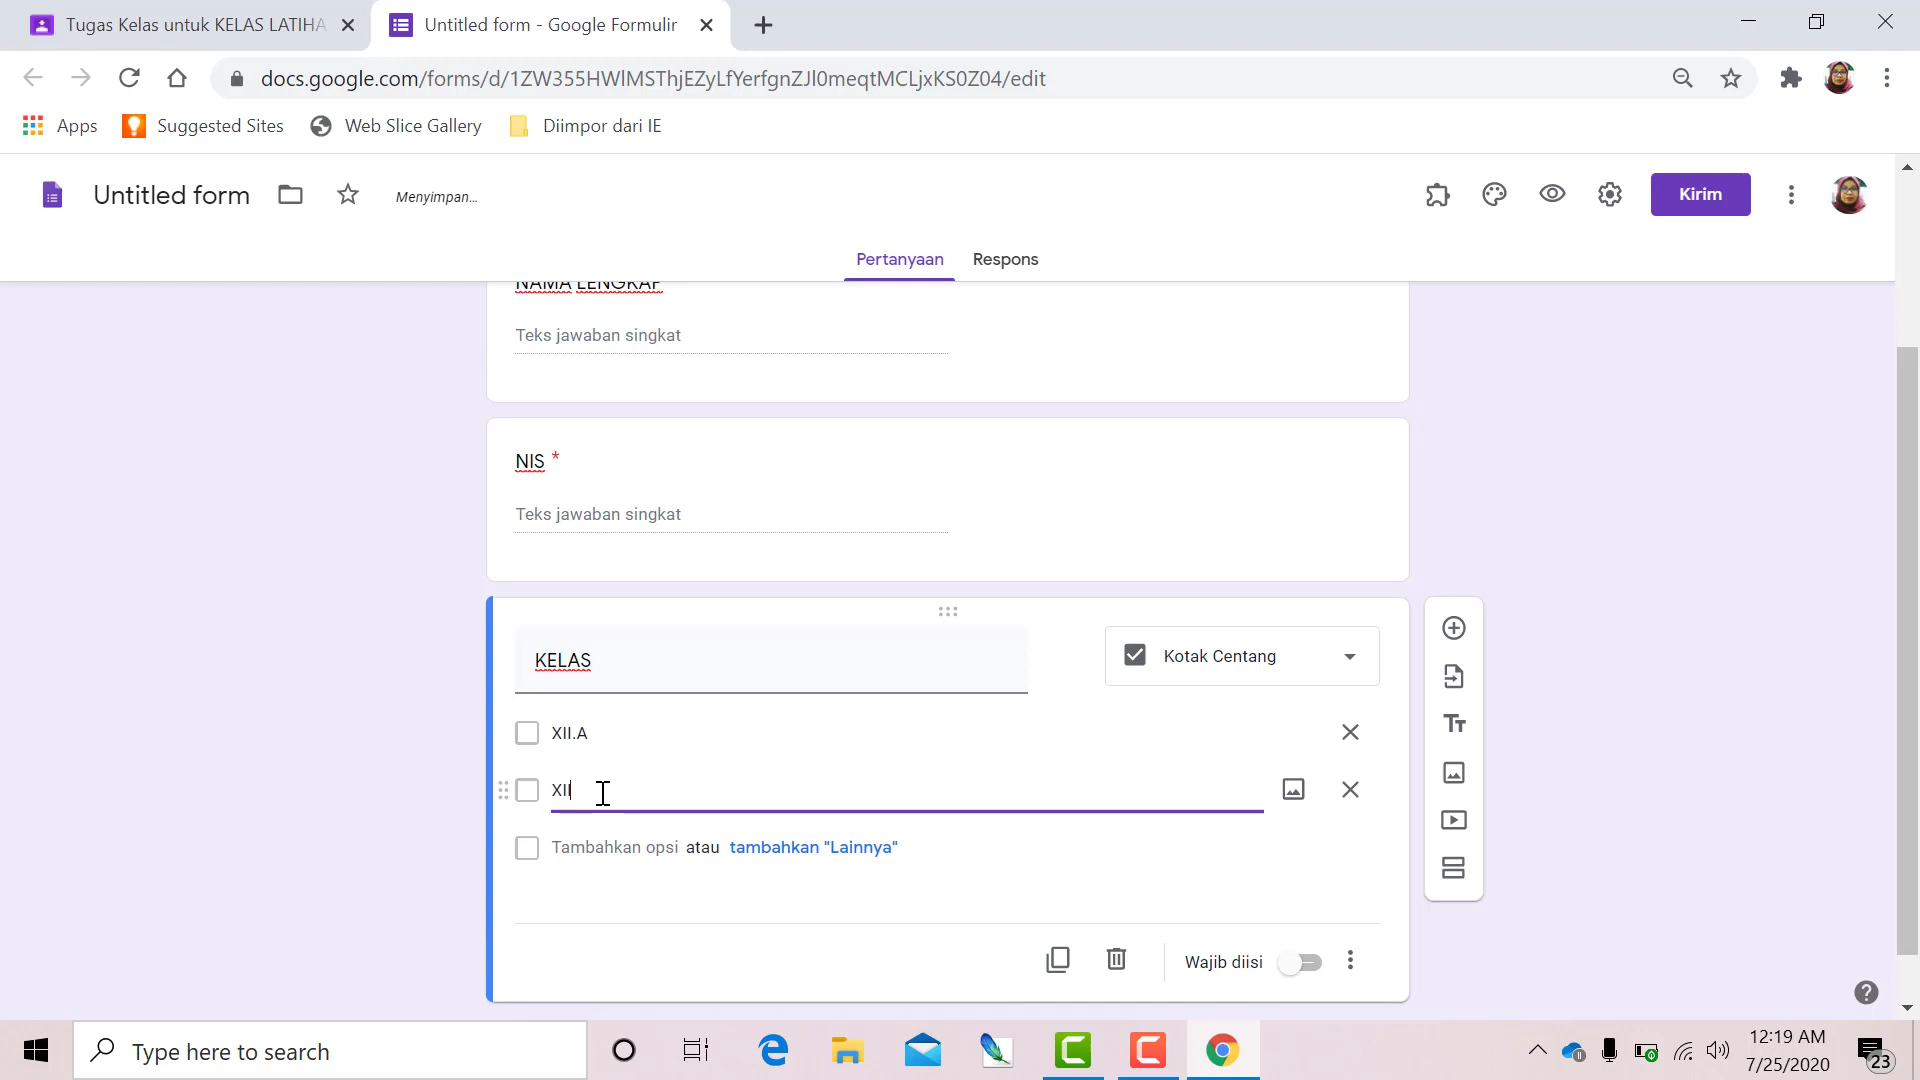 Tugas Kelas untuk KELAS LATIHA
Untitled form - Google Formulir
docs.google.com/forms/d/1ZW355HWlMSThjEZyLfYerfgnZJl0meqtMCLjxKS0Z04/edit
Apps
Suggested Sites
Web Slice Gallery
Diimpor dari IE
Untitled form
Menyimpan...
Kirim
Pertanyaan
Respons
NAMA LENGKAP
Teks jawaban singkat
NIS *
Teks jawaban singkat
KELAS
Kotak Centang
XII.A
XII
Tambahkan opsi atau tambahkan "Lainnya"
Wajib diisi
Type here to search
12:19 AM
7/25/2020
23